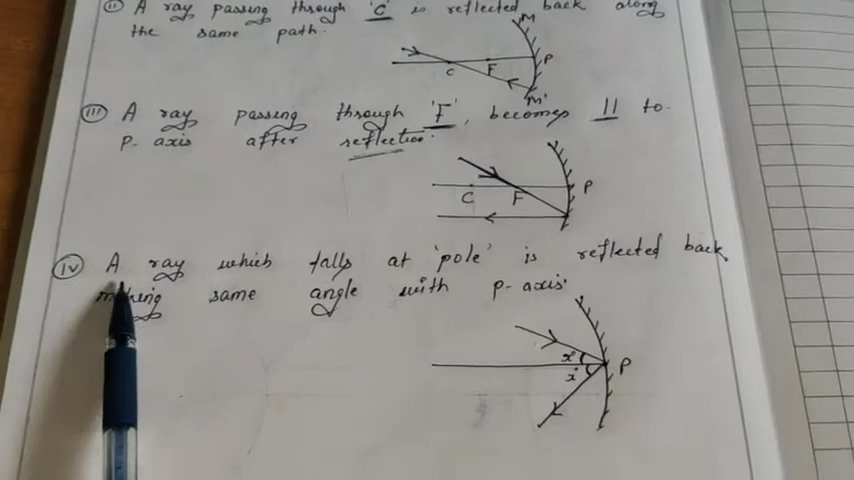 (ii) A ray passing through 'C' is reflected back along
the same path.
M
C F P
M'
(iii) A ray passing through 'F', becomes || to
P-axis after reflection.
C F P
(iv) A ray which falls at 'pole' is reflected back,
making same angle with p-axis.
x° P
x°